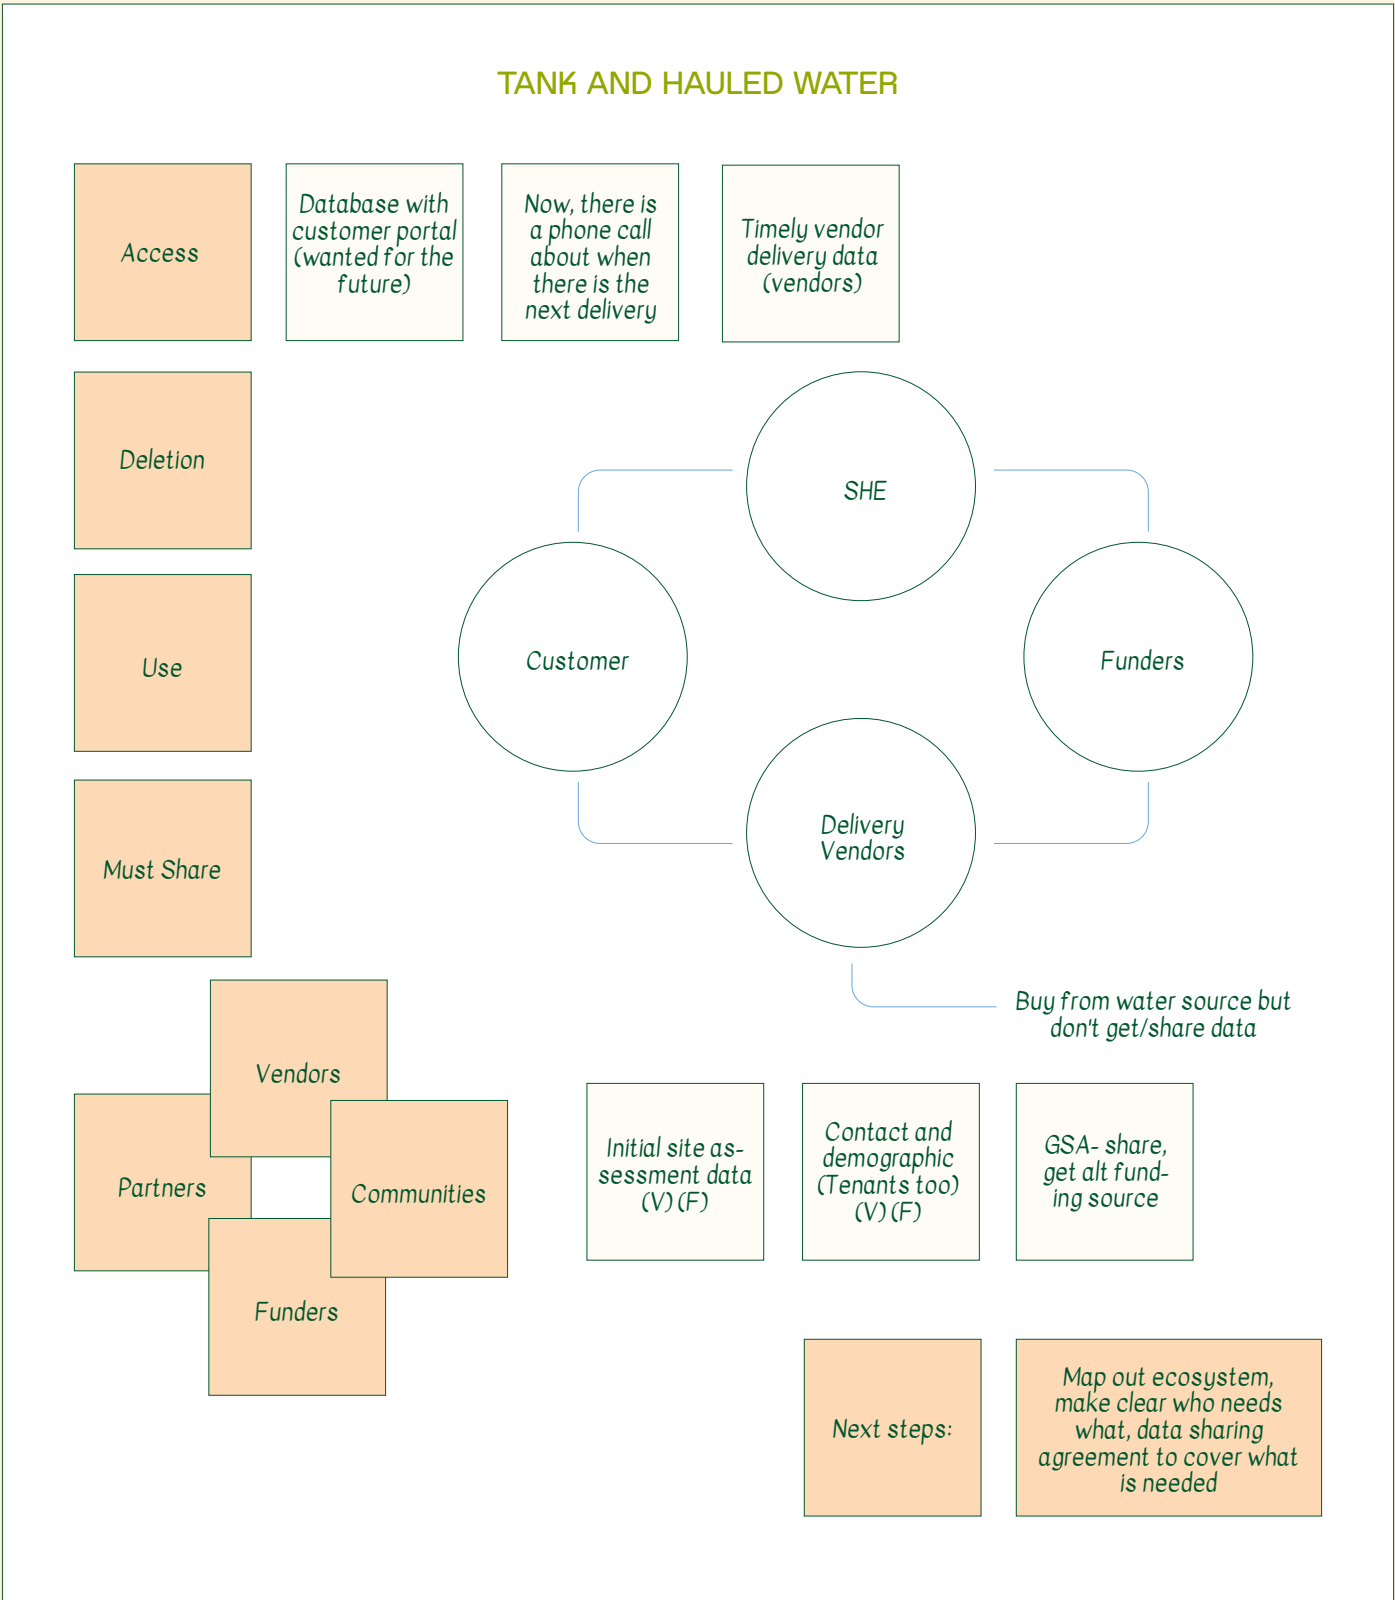 TANK AND HAULED WATER
Access
Database with
customer portal
(wanted for the
future)
Now, there is
a phone call
about when
there is the
next delivery
Timely vendor
delivery data
(vendors)
Deletion
SHE
Use
Customer
Funders
Must Share
Delivery
Vendors
Buy from water source but
don't get/share data
Vendors
Partners
Communities
Funders
Initial site as-
sessment data
(V) (F)
Contact and
demographic
(Tenants too)
(V) (F)
GSA- share,
get alt fund-
ing source
Next steps:
Map out ecosystem,
make clear who needs
what, data sharing
agreement to cover what
is needed